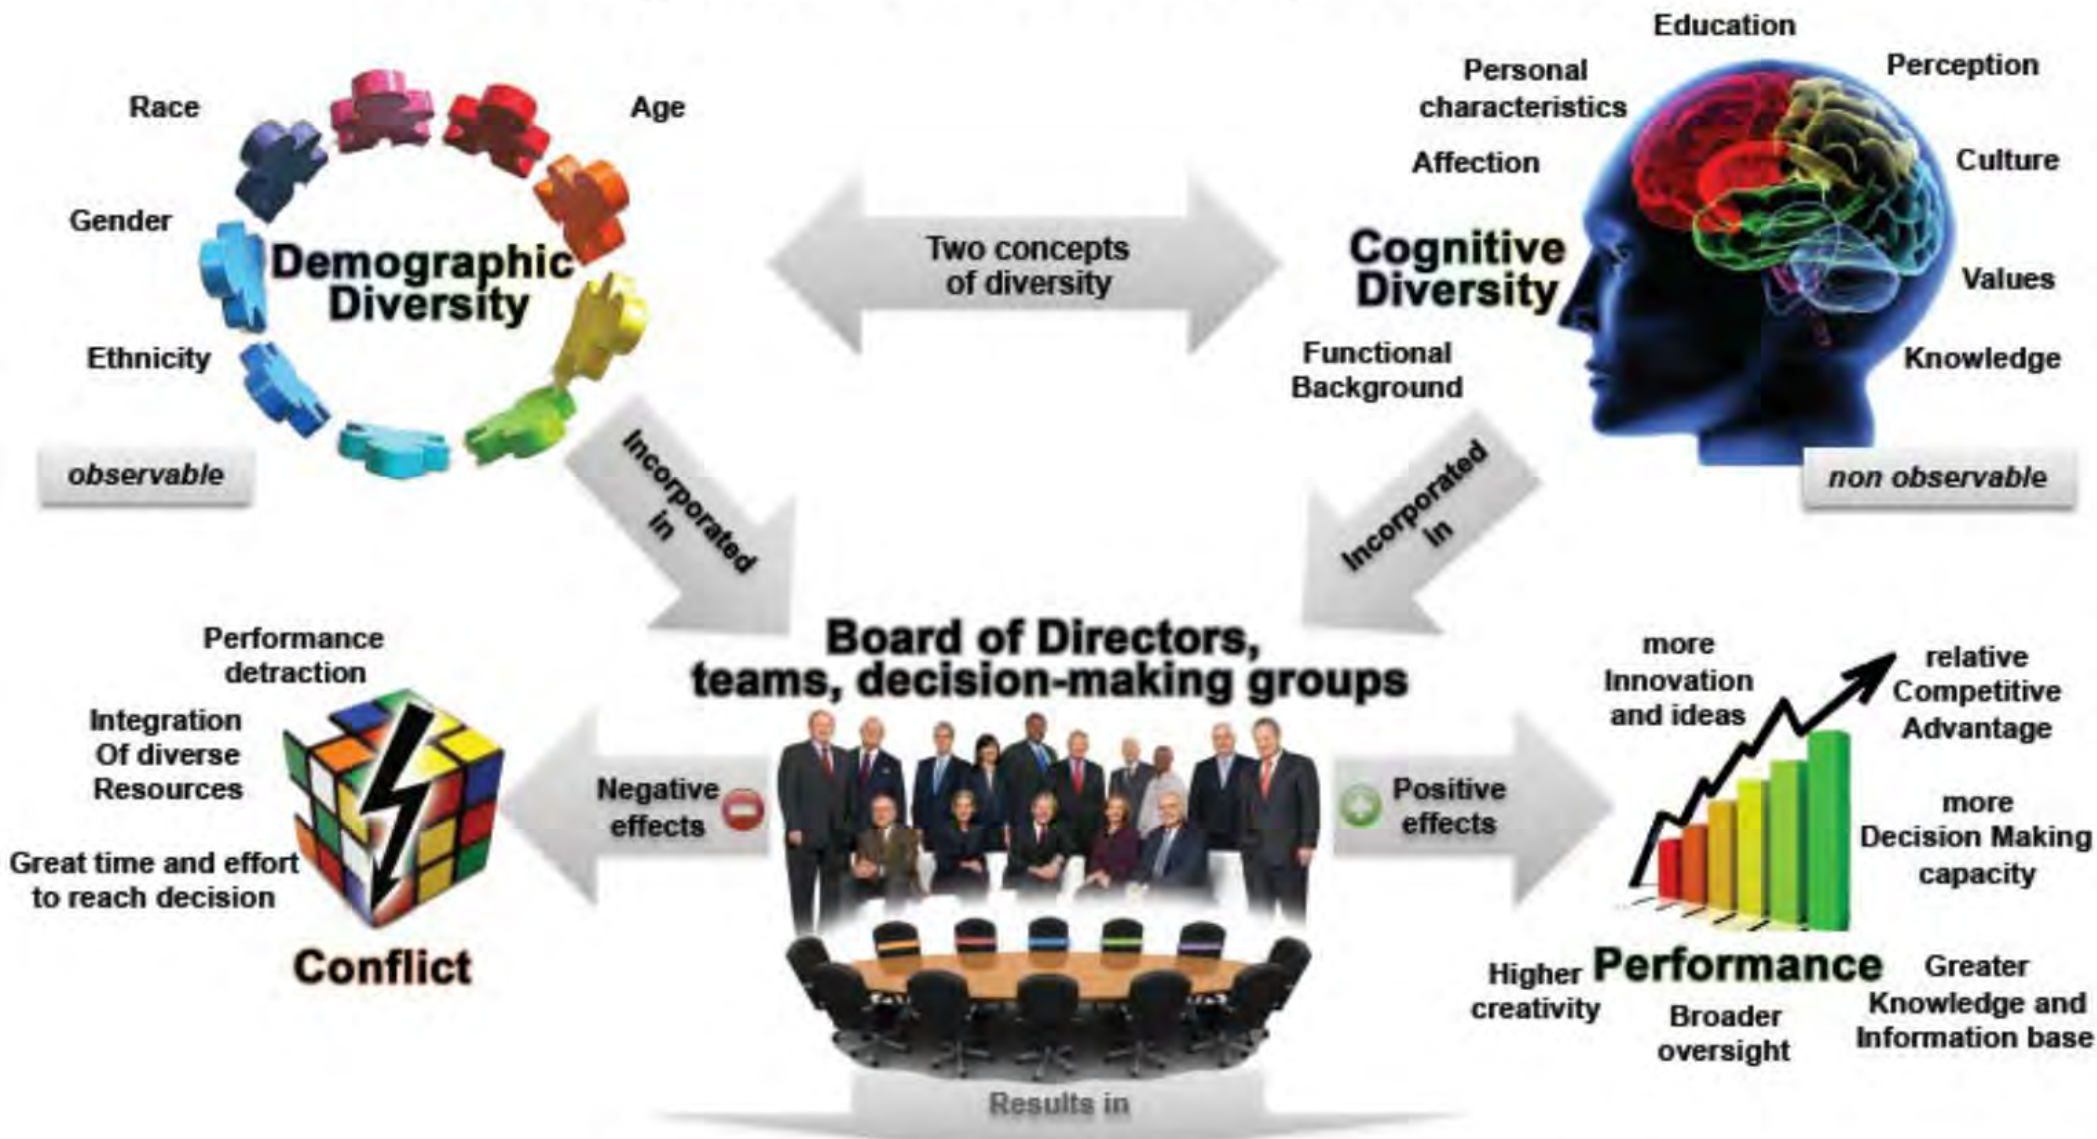 Race
Age
Gender
Demographic
Diversity
Ethnicity
observable
Two concepts
of diversity
Education
Personal
characteristics
Perception
Affection
Culture
Cognitive
Diversity
Values
Functional
Background
Knowledge
non observable
Incorporated
in
Incorporated
in
Board of Directors,
teams, decision-making groups
Performance
detraction
Integration
Of diverse
Resources
Great time and effort
to reach decision
Conflict
Negative
effects
Positive
effects
more
Innovation
and ideas
relative
Competitive
Advantage
more
Decision Making
capacity
Performance
Higher
creativity
Broader
oversight
Greater
Knowledge and
Information base
Results in